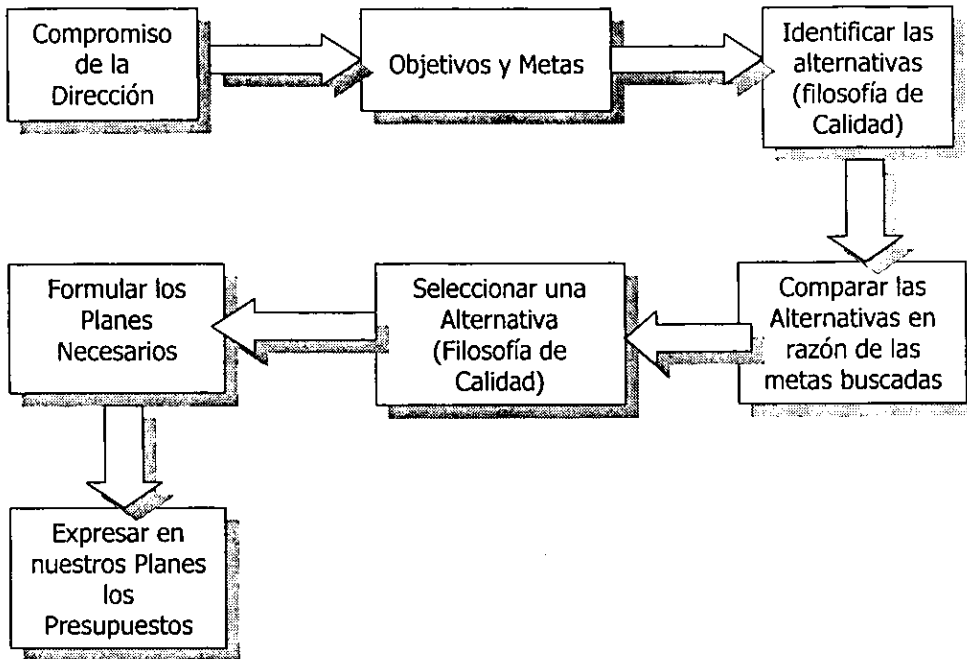 Compromiso
de la
Dirección
Objetivos y Metas
Identificar las
alternativas
(filosofía de
Calidad)
Comparar las
Alternativas en
razón de las
metas buscadas
Seleccionar una
Alternativa
(Filosofía de
Calidad)
Formular los
Planes
Necesarios
Expresar en
nuestros Planes
los
Presupuestos